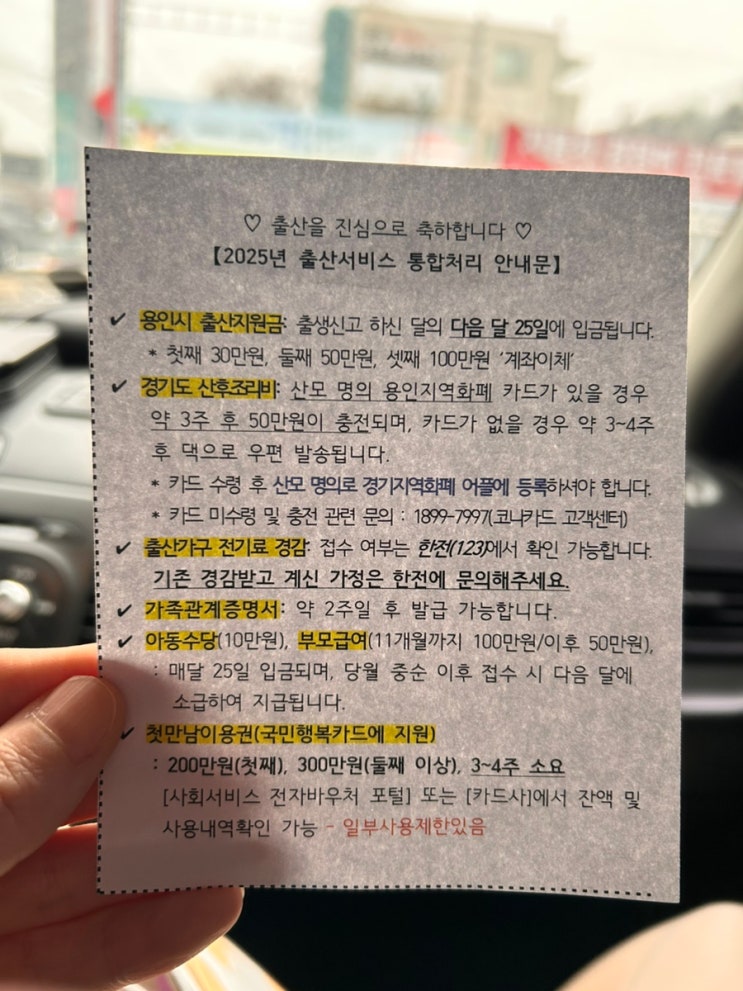 ♡ 출산을 진심으로 축하합니다 ♡
【2025년 출산서비스 통합처리 안내문】
✔ 용인시 출산지원금: 출생신고 하신 달의 다음 달 25일에 입금됩니다.
* 첫째 30만원, 둘째 50만원, 셋째 100만원 '계좌이체'
✔ 경기도 산후조리비: 산모 명의 용인지역화폐 카드가 있을 경우
약 3주 후 50만원이 충전되며, 카드가 없을 경우 약 3~4주
후 댁으로 우편 발송됩니다.
* 카드 수령 후 산모 명의로 경기지역화폐 어플에 등록하셔야 합니다.
* 카드 미수령 및 충전 관련 문의 : 1899-7997(코나카드 고객센터)
✔ 출산가구 전기료 경감: 접수 여부는 한전(123)에서 확인 가능합니다.
기존 경감받고 계신 가정은 한전에 문의해주세요.
✔ 가족관계증명서: 약 2주일 후 발급 가능합니다.
✔ 아동수당(10만원), 부모급여(11개월까지 100만원/이후 50만원),
: 매달 25일 입금되며, 당월 중순 이후 접수 시 다음 달에
소급하여 지급됩니다.
✔ 첫만남이용권(국민행복카드에 지원)
: 200만원(첫째), 300만원(둘째 이상), 3~4주 소요
[사회서비스 전자바우처 포털] 또는 [카드사]에서 잔액 및
사용내역확인 가능 - 일부사용제한있음